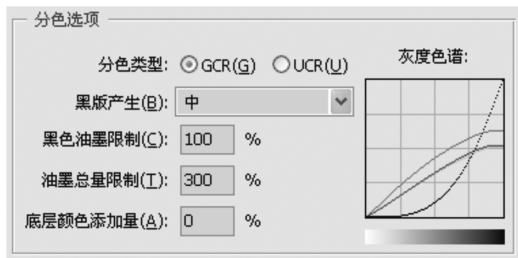 分色选项
分色类型: GCR(G) UCR(U) 灰度色谱:
黑版产生(B): 中
黑色油墨限制(C): 100 %
油墨总量限制(T): 300 %
底层颜色添加量(A): 0 %